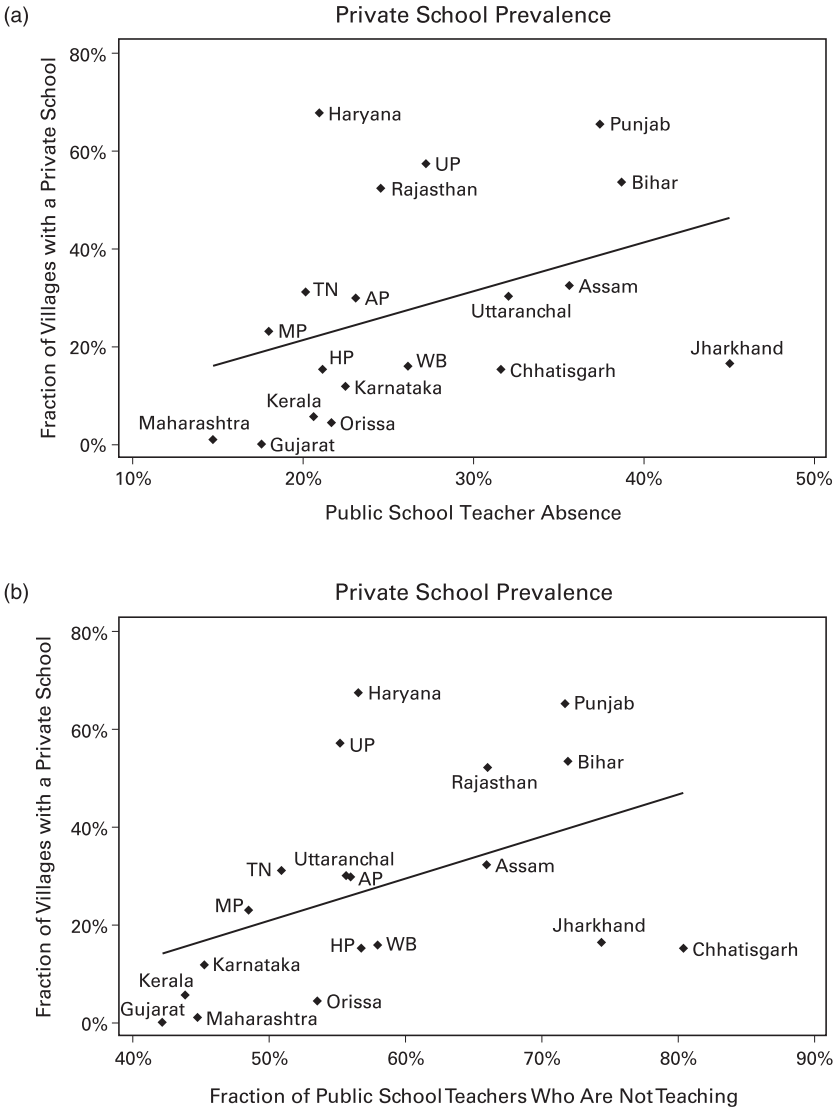 (a)
Private School Prevalence
Fraction of Villages with a Private School
80%
60%
40%
20%
0%
Haryana
Punjab
UP
Rajasthan
Bihar
TN
AP
Assam
Uttaranchal
MP
HP
WB
Jharkhand
Chhatisgarh
Karnataka
Kerala
Maharashtra
Orissa
Gujarat
10%
20%
30%
40%
50%
Public School Teacher Absence
(b)
Private School Prevalence
Fraction of Villages with a Private School
80%
60%
40%
20%
0%
Haryana
Punjab
UP
Bihar
Rajasthan
Uttaranchal
TN
AP
Assam
MP
Jharkhand
HP
WB
Chhatisgarh
Karnataka
Kerala
Gujarat
Orissa
Maharashtra
40%
50%
60%
70%
80%
90%
Fraction of Public School Teachers Who Are Not Teaching